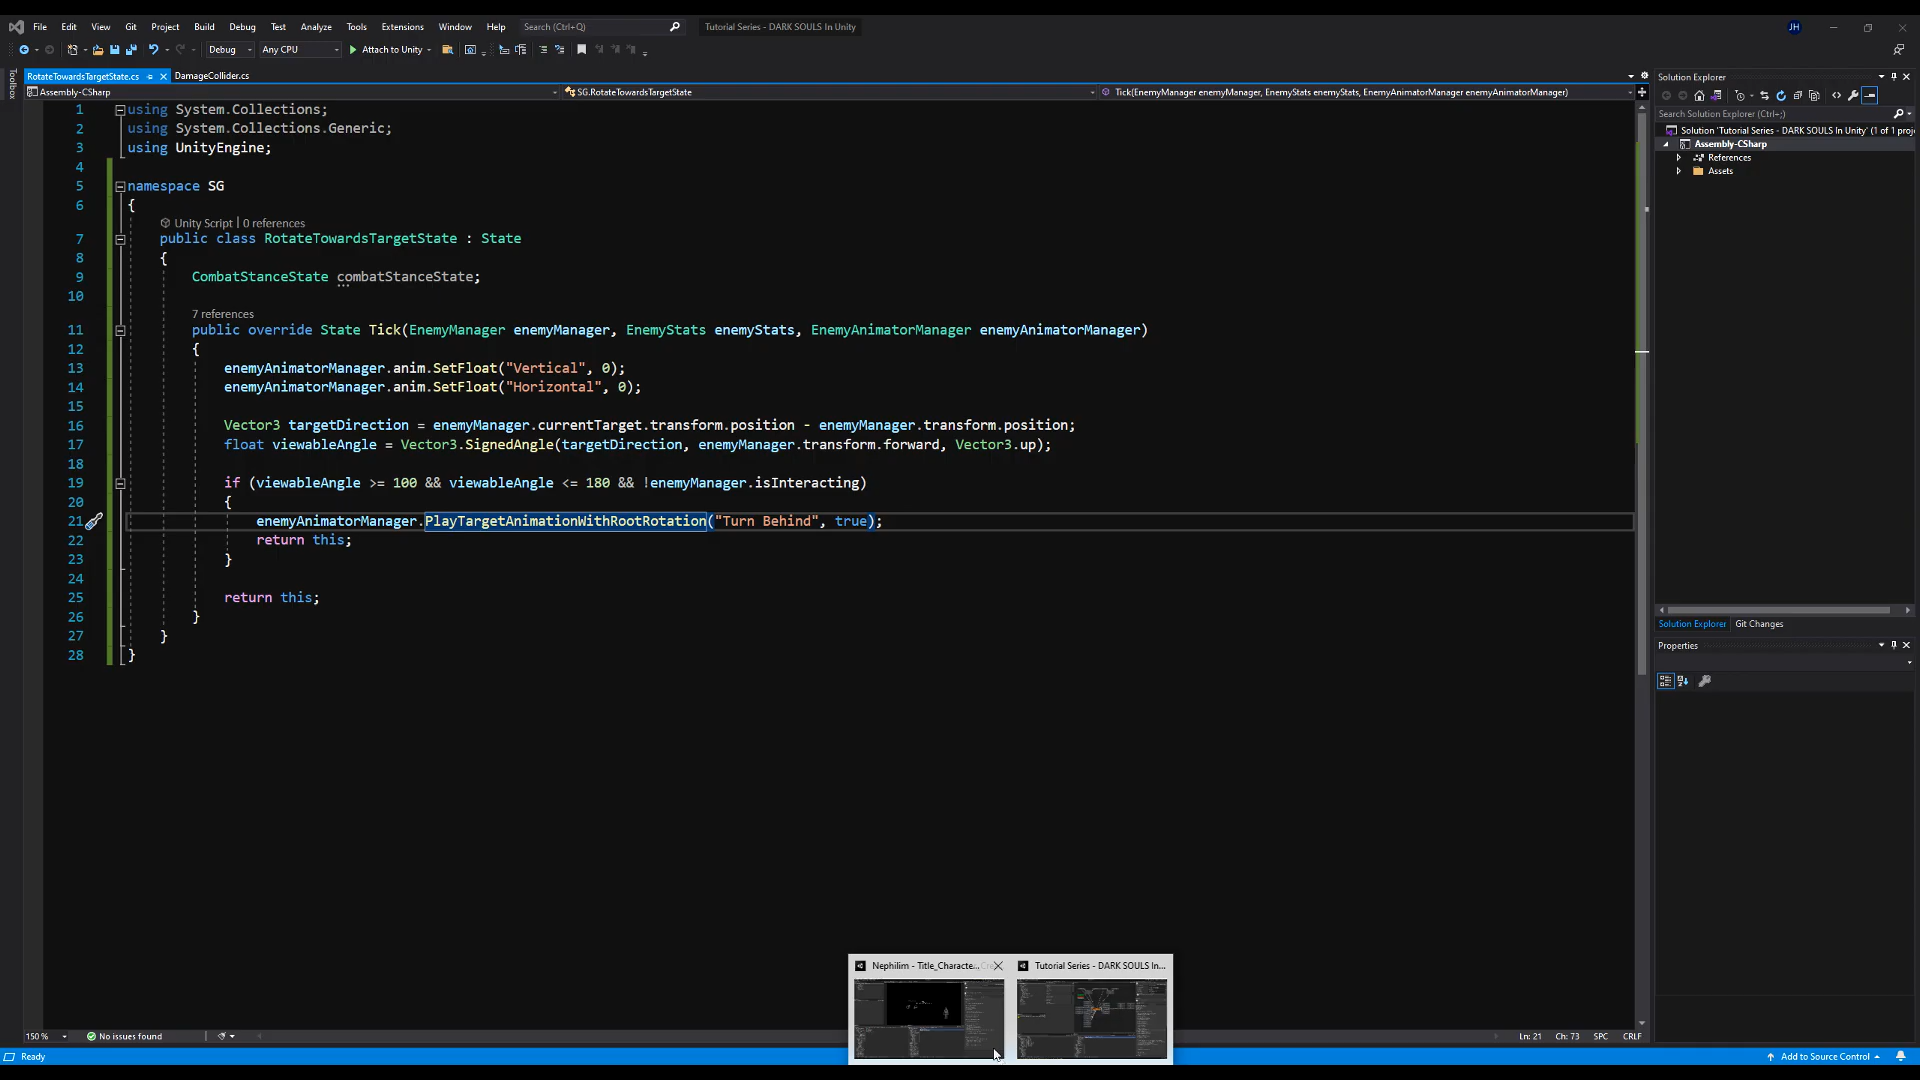 File Edit View Git Project Build Debug Test Analyze Tools Extensions Window Help Search (Ctrl+Q) Tutorial Series - DARK SOULS In Unity JH
Debug Any CPU Attach to Unity
Toolbox
RotateTowardsTargetState.cs DamageCollider.cs
Assembly-CSharp SG.RotateTowardsTargetState Tick(EnemyManager enemyManager, EnemyStats enemyStats, EnemyAnimatorManager enemyAnimatorManager)
1 using System.Collections;
2 using System.Collections.Generic;
3 using UnityEngine;
4
5 namespace SG
6 {
Unity Script | 0 references
7 public class RotateTowardsTargetState : State
8 {
9 CombatStanceState combatStanceState;
10
7 references
11 public override State Tick(EnemyManager enemyManager, EnemyStats enemyStats, EnemyAnimatorManager enemyAnimatorManager)
12 {
13 enemyAnimatorManager.anim.SetFloat("Vertical", 0);
14 enemyAnimatorManager.anim.SetFloat("Horizontal", 0);
15
16 Vector3 targetDirection = enemyManager.currentTarget.transform.position - enemyManager.transform.position;
17 float viewableAngle = Vector3.SignedAngle(targetDirection, enemyManager.transform.forward, Vector3.up);
18
19 if (viewableAngle >= 100 && viewableAngle <= 180 && !enemyManager.isInteracting)
20 {
21 enemyAnimatorManager.PlayTargetAnimationWithRootRotation("Turn Behind", true);
22 return this;
23 }
24
25 return this;
26 }
27 }
28 }
Solution Explorer
Search Solution Explorer (Ctrl+;)
Solution 'Tutorial Series - DARK SOULS In Unity' (1 of 1 proj
Assembly-CSharp
References
Assets
Solution Explorer Git Changes
Properties
Nephilim - Title_Characte... Tutorial Series - DARK SOULS In...
150 % No issues found Ln: 21 Ch: 73 SPC CRLF
Ready Add to Source Control